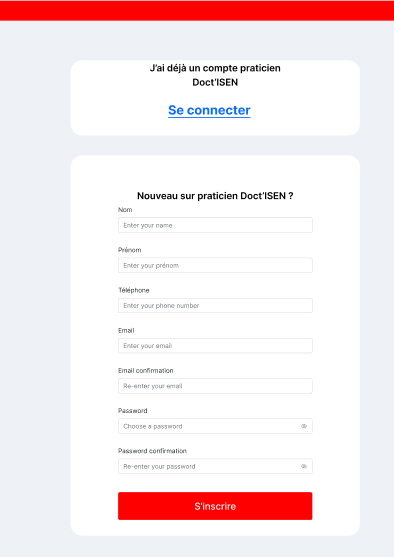 J'ai déjà un compte praticien
Doct'ISEN
Se connecter
Nouveau sur praticien Doct'ISEN ?
Nom
Enter your name
Prénom
Enter your prénom
Téléphone
Enter your phone number
Email
Enter your email
Email confirmation
Re-enter your email
Password
Choose a password
Password confirmation
Re-enter your password
S'inscrire